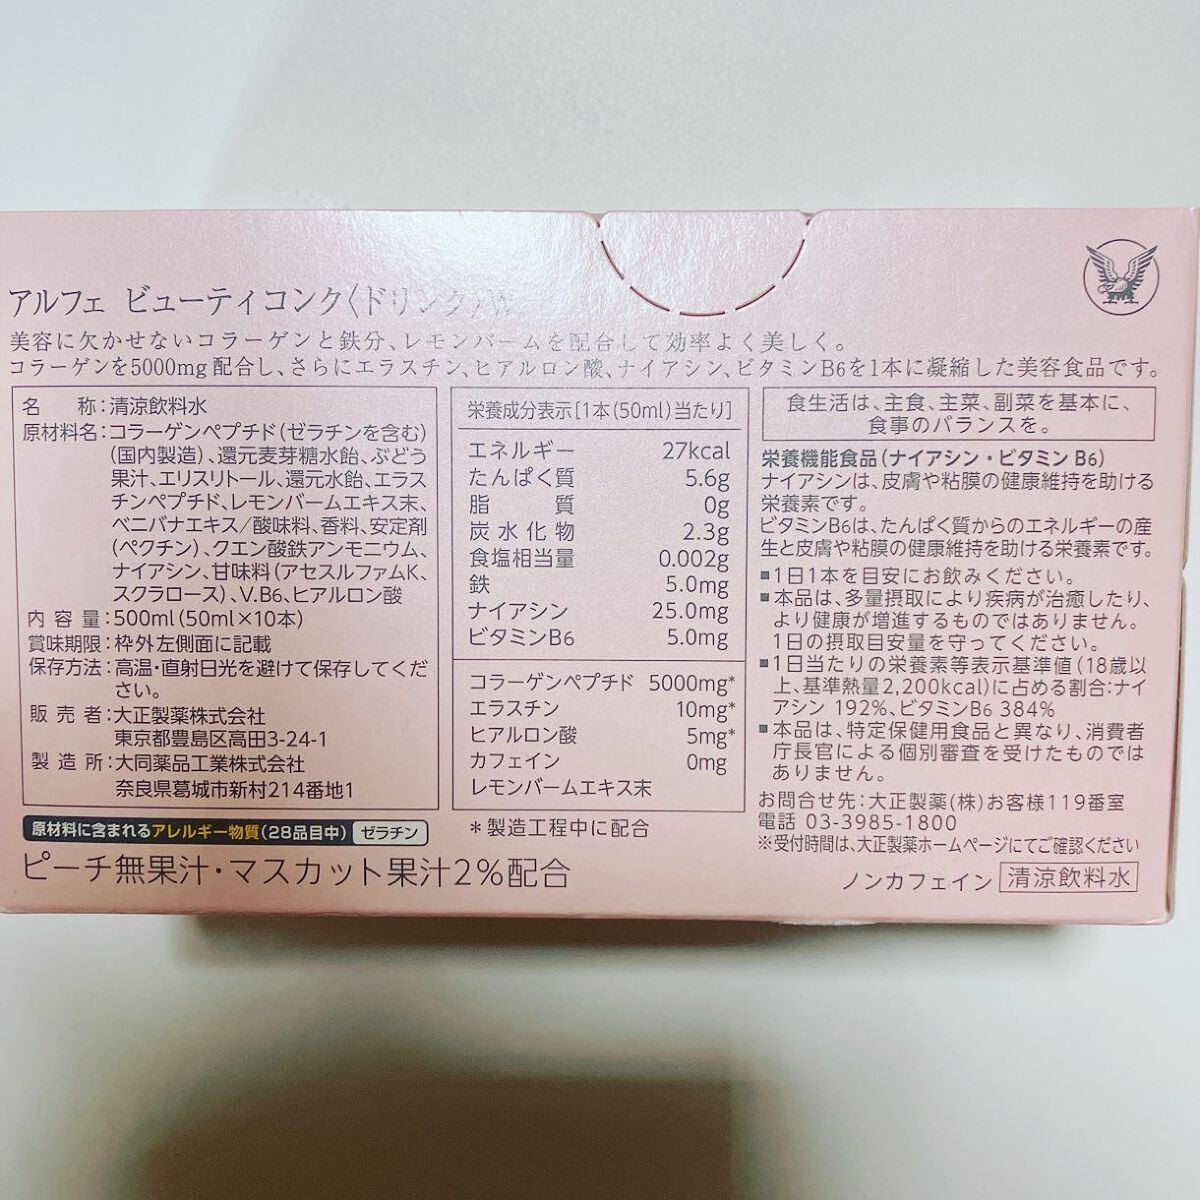 アルフェ ビューティコンク〈ドリンク〉W
美容に欠かせないコラーゲンと鉄分、レモンバームを配合して効率よく美しく。
コラーゲンを5000mg配合し、さらにエラスチン、ヒアルロン酸、ナイアシン、ビタミンB6を1本に凝縮した美容食品です。
名 称:清涼飲料水
原材料名:コラーゲンペプチド(ゼラチンを含む)
(国内製造)、還元麦芽糖水飴、ぶどう
果汁、エリスリトール、還元水飴、エラス
チンペプチド、レモンバームエキス末、
ベニバナエキス/酸味料、香料、安定剤
(ペクチン)、クエン酸鉄アンモニウム、
ナイアシン、甘味料(アセスルファムK、
スクラロース)、V.B6、ヒアルロン酸
内容量:500ml(50ml×10本)
賞味期限:枠外左側面に記載
保存方法:高温・直射日光を避けて保存してくだ
さい。
販売者:大正製薬株式会社
東京都豊島区高田3-24-1
製造所:大同薬品工業株式会社
奈良県葛城市新村214番地1
原材料に含まれるアレルギー物質(28品目中) ゼラチン
ピーチ無果汁・マスカット果汁2%配合
栄養成分表示[1本(50ml)当たり]
エネルギー 27kcal
たんぱく質 5.6g
脂質 0g
炭水化物 2.3g
食塩相当量 0.002g
鉄 5.0mg
ナイアシン 25.0mg
ビタミンB6 5.0mg
コラーゲンペプチド 5000mg*
エラスチン 10mg*
ヒアルロン酸 5mg*
カフェイン 0mg
レモンバームエキス末
*製造工程中に配合
食生活は、主食、主菜、副菜を基本に、
食事のバランスを。
栄養機能食品(ナイアシン・ビタミンB6)
ナイアシンは、皮膚や粘膜の健康維持を助ける
栄養素です。
ビタミンB6は、たんぱく質からのエネルギーの産
生と皮膚や粘膜の健康維持を助ける栄養素です。
■1日1本を目安にお飲みください。
■本品は、多量摂取により疾病が治癒したり、
より健康が増進するものではありません。
1日の摂取目安量を守ってください。
■1日当たりの栄養素等表示基準値(18歳以
上、基準熱量2,200kcal)に占める割合:ナイ
アシン 192%、ビタミンB6 384%
■本品は、特定保健用食品と異なり、消費者
庁長官による個別審査を受けたものでは
ありません。
お問合せ先:大正製薬(株)お客様119番室
電話 03-3985-1800
※受付時間は、大正製薬ホームページにてご確認ください
ノンカフェイン 清涼飲料水